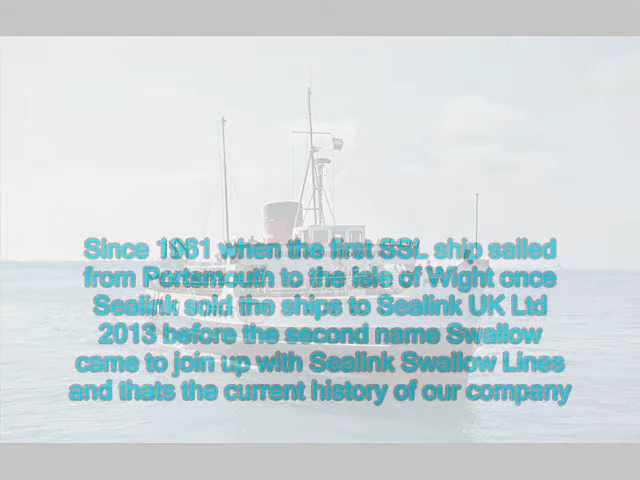 Since 1961 when the first SSL ship sailed
from Portsmouth to the isle of Wight once
Sealink sold the ships to Sealink UK Ltd
2013 before the second name Swallow
came to join up with Sealink Swallow Lines
and thats the current history of our company